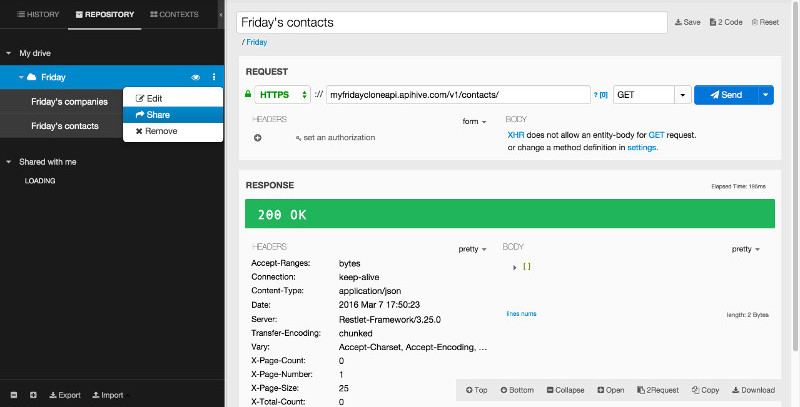 HISTORY REPOSITORY CONTEXTS
My drive
Friday
Friday's companies
Friday's contacts
Edit
Share
Remove
Shared with me
LOADING
Export Import
Friday's contacts
Save 2 Code Reset
/ Friday
REQUEST
HTTPS :// myfridaycloneapi.apihive.com/v1/contacts/ ? [0] GET Send
HEADERS form
set an authorization
BODY
XHR does not allow an entity-body for GET request.
or change a method definition in settings.
RESPONSE Elapsed Time: 195ms
200 OK
HEADERS pretty
Accept-Ranges: bytes
Connection: keep-alive
Content-Type: application/json
Date: 2016 Mar 7 17:50:23
Server: Restlet-Framework/3.25.0
Transfer-Encoding: chunked
Vary: Accept-Charset, Accept-Encoding, ...
X-Page-Count: 0
X-Page-Number: 1
X-Page-Size: 25
X-Total-Count: 0
BODY pretty
[]
lines nums length: 2 Bytes
Top Bottom Collapse Open 2Request Copy Download